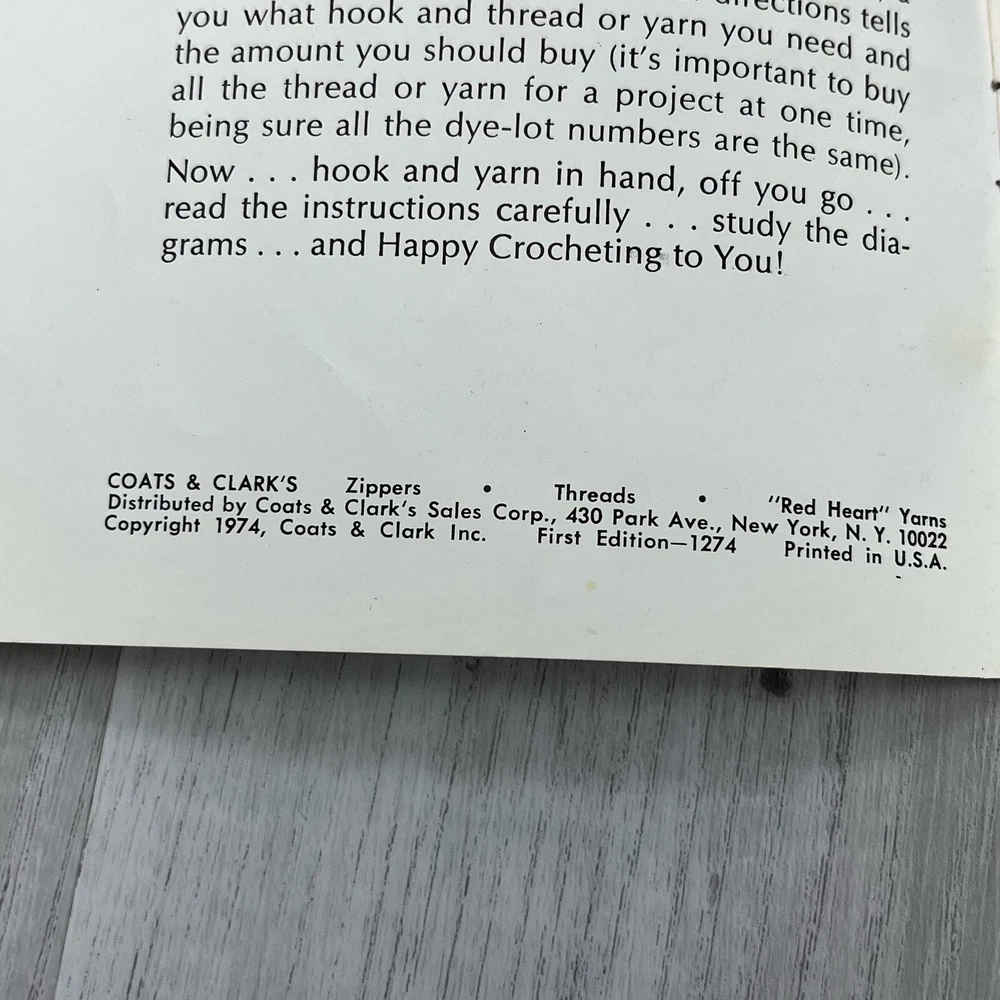 directions tells
you what hook and thread or yarn you need and
the amount you should buy (it's important to buy
all the thread or yarn for a project at one time,
being sure all the dye-lot numbers are the same).
Now . . . hook and yarn in hand, off you go . . .
read the instructions carefully . . . study the dia-
grams . . . and Happy Crocheting to You!
COATS & CLARK'S Zippers • Threads • "Red Heart" Yarns
Distributed by Coats & Clark's Sales Corp., 430 Park Ave., New York, N. Y. 10022
Copyright 1974, Coats & Clark Inc. First Edition—1274 Printed in U.S.A.